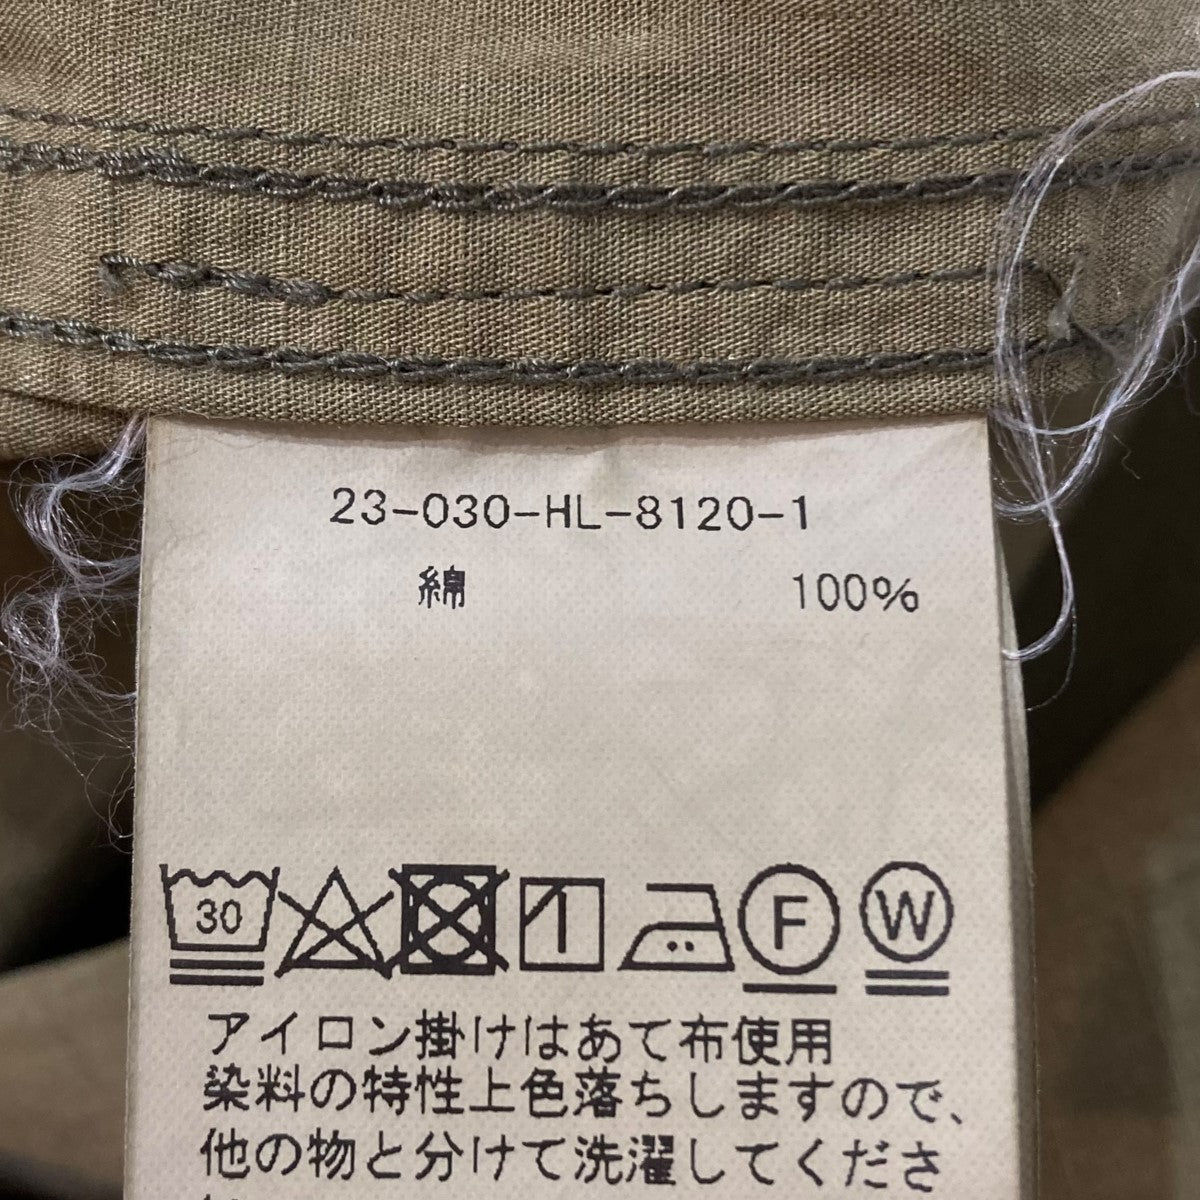 23-030-HL-8120-1
綿 100%
30 F W
アイロン掛けはあて布使用
染料の特性上色落ちしますので、
他の物と分けて洗濯してくださ